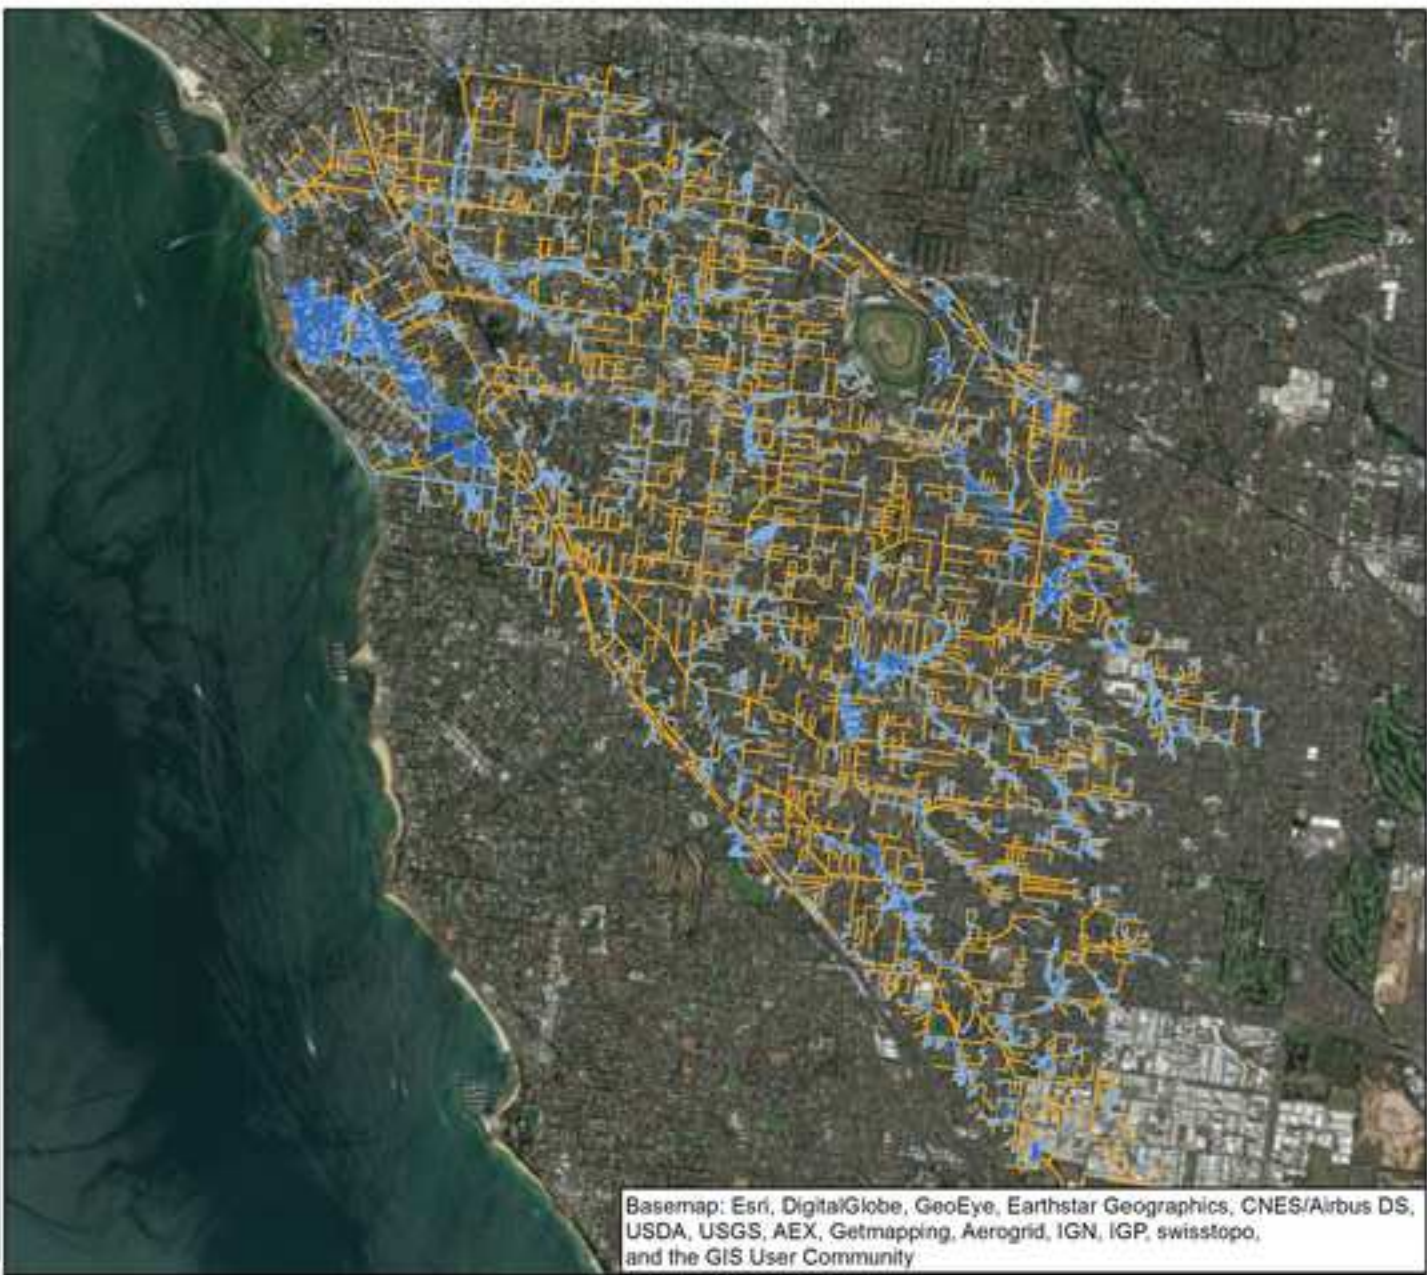 Basemap: Esri, DigitalGlobe, GeoEye, Earthstar Geographics, CNES/Airbus DS,
USDA, USGS, AEX, Getmapping, Aerogrid, IGN, IGP, swisstopo,
and the GIS User Community